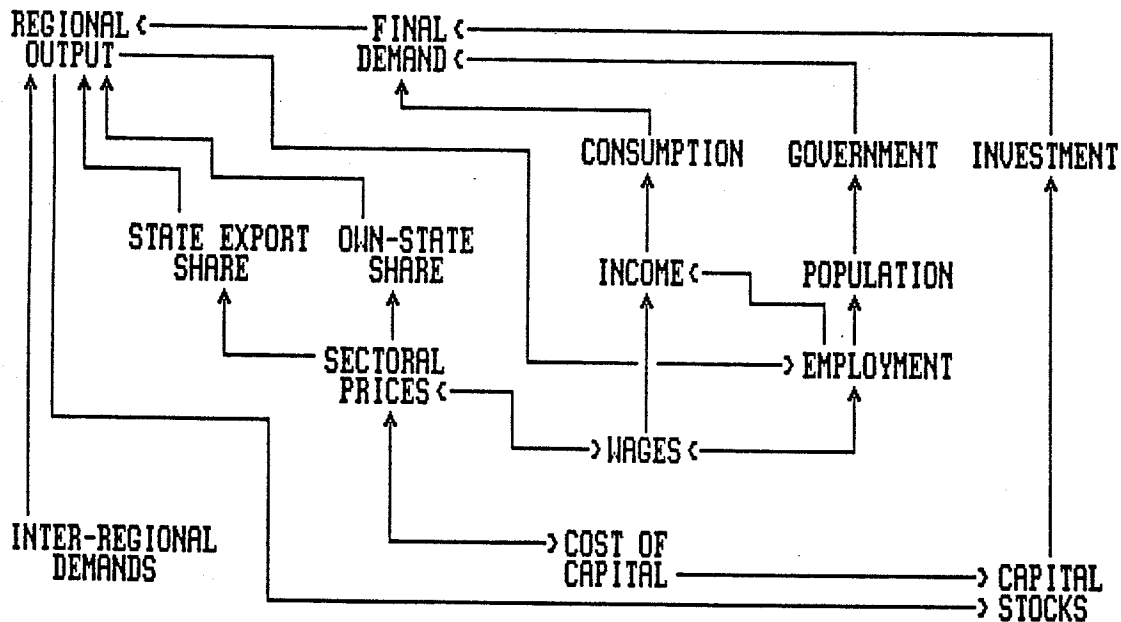 REGIONAL
OUTPUT
FINAL
DEMAND
CONSUMPTION
GOVERNMENT
INVESTMENT
STATE EXPORT
SHARE
OWN-STATE
SHARE
INCOME
POPULATION
SECTORAL
PRICES
EMPLOYMENT
WAGES
INTER-REGIONAL
DEMANDS
COST OF
CAPITAL
CAPITAL
STOCKS